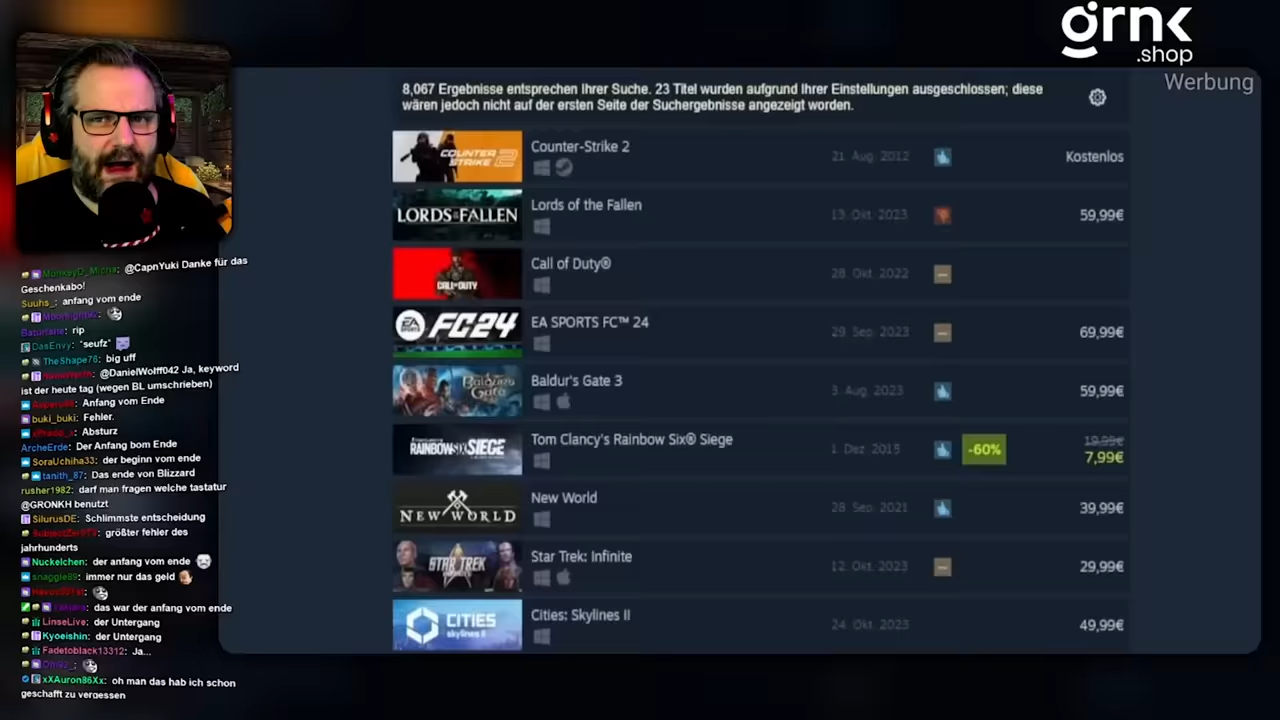 grnk
.shop
Werbung
8,067 Ergebnisse entsprechen Ihrer Suche. 23 Titel wurden aufgrund Ihrer Einstellungen ausgeschlossen; diese
wären jedoch nicht auf der ersten Seite der Suchergebnisse angezeigt worden.
COUNTER STRIKE 2
Counter-Strike 2
21. Aug. 2012
Kostenlos
LORDS OF THE FALLEN
Lords of the Fallen
13. Okt. 2023
59,99€
CALL OF DUTY
Call of Duty®
28. Okt. 2022
EA SPORTS FC24
EA SPORTS FC™ 24
29. Sep. 2023
69,99€
Baldur's Gate
Baldur's Gate 3
3. Aug. 2023
59,99€
RAINBOW SIX SIEGE
Tom Clancy's Rainbow Six® Siege
1. Dez. 2015
-60%
19,99€
7,99€
NEW WORLD
New World
28. Sep. 2021
39,99€
STAR TREK
Star Trek: Infinite
12. Okt. 2023
29,99€
CITIES
skylines II
Cities: Skylines II
24. Okt. 2023
49,99€
MonkeyD_Micha: @CapnYuki Danke für das
Geschenkabo!
Suuhs_: anfang vom ende
rip
DasEnvy: *seufz*
TheShape78: big uff
@DanielWolff042 Ja, keyword
ist der heute tag (wegen BL umschrieben)
Anfang vom Ende
buki_buki: Fehler.
Absturz
ArcheErde: Der Anfang bom Ende
SoraUchiha33: der beginn vom ende
tanith_87: Das ende von Blizzard
rusher1982: darf man fragen welche tastatur
@GRONKH benutzt
SilurusDE: Schlimmste entscheidung
größter fehler des
jahrhunderts
Nuckelchen: der anfang vom ende
snaggle89: immer nur das geld
das war der anfang vom ende
LinseLive: der Untergang
Kyoeishin: der Untergang
Fadetoblack13312: Ja...
xXAuron86Xx: oh man das hab ich schon
geschafft zu vergessen